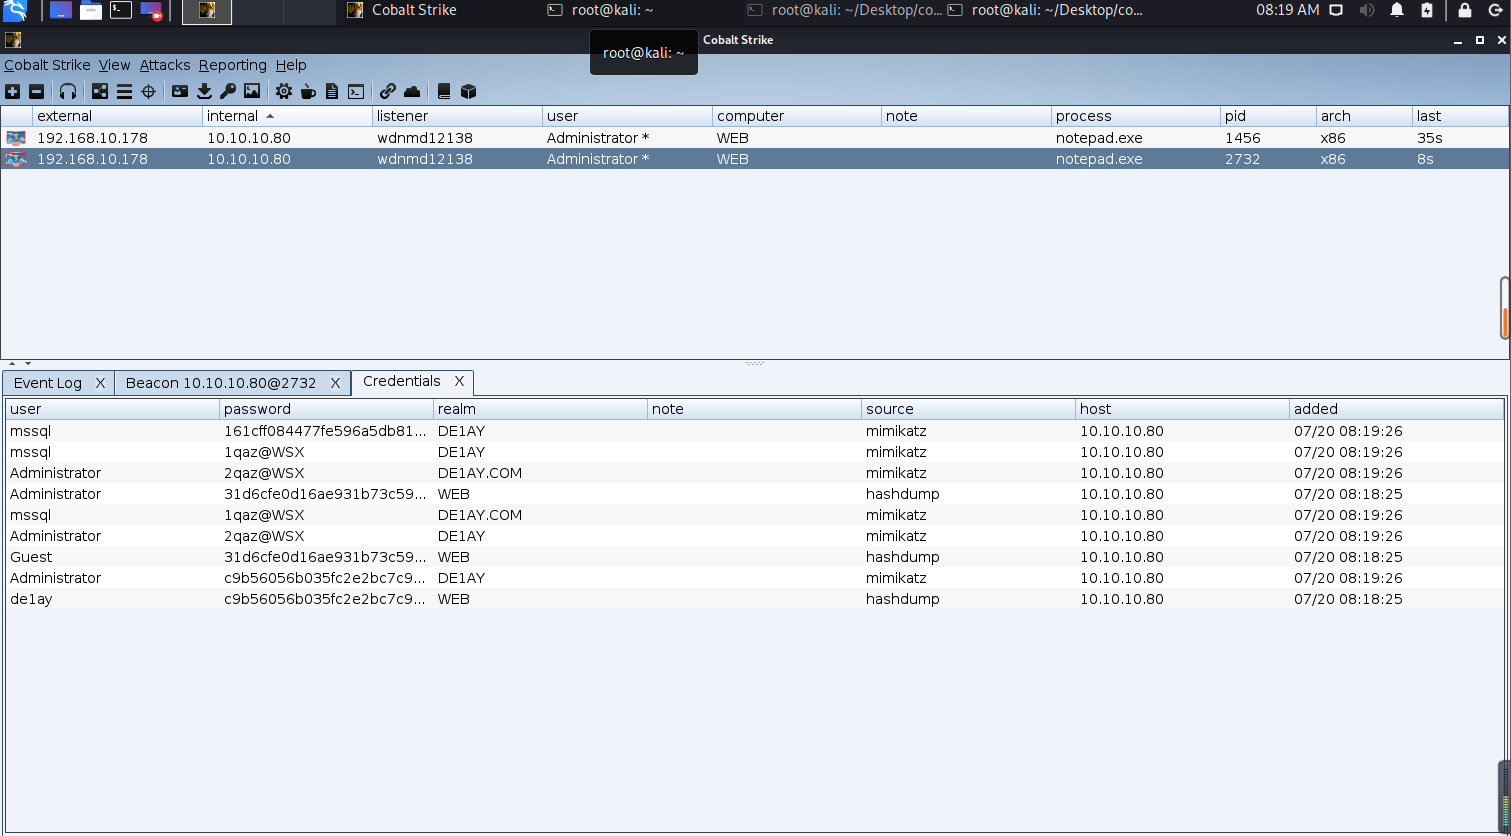 Cobalt Strike root@kali: ~ root@kali: ~/Desktop/co... root@kali: ~/Desktop/co... 08:19 AM
Cobalt Strike
root@kali: ~
Cobalt Strike View Attacks Reporting Help
external internal listener user computer note process pid arch last
192.168.10.178 10.10.10.80 wdnmd12138 Administrator * WEB notepad.exe 1456 x86 35s
192.168.10.178 10.10.10.80 wdnmd12138 Administrator * WEB notepad.exe 2732 x86 8s
Event Log X Beacon 10.10.10.80@2732 X Credentials X
user password realm note source host added
mssql 161cff084477fe596a5db81... DE1AY mimikatz 10.10.10.80 07/20 08:19:26
mssql 1qaz@WSX DE1AY mimikatz 10.10.10.80 07/20 08:19:26
Administrator 2qaz@WSX DE1AY.COM mimikatz 10.10.10.80 07/20 08:19:26
Administrator 31d6cfe0d16ae931b73c59... WEB hashdump 10.10.10.80 07/20 08:18:25
mssql 1qaz@WSX DE1AY.COM mimikatz 10.10.10.80 07/20 08:19:26
Administrator 2qaz@WSX DE1AY mimikatz 10.10.10.80 07/20 08:19:26
Guest 31d6cfe0d16ae931b73c59... WEB hashdump 10.10.10.80 07/20 08:18:25
Administrator c9b56056b035fc2e2bc7c9... DE1AY mimikatz 10.10.10.80 07/20 08:19:26
de1ay c9b56056b035fc2e2bc7c9... WEB hashdump 10.10.10.80 07/20 08:18:25